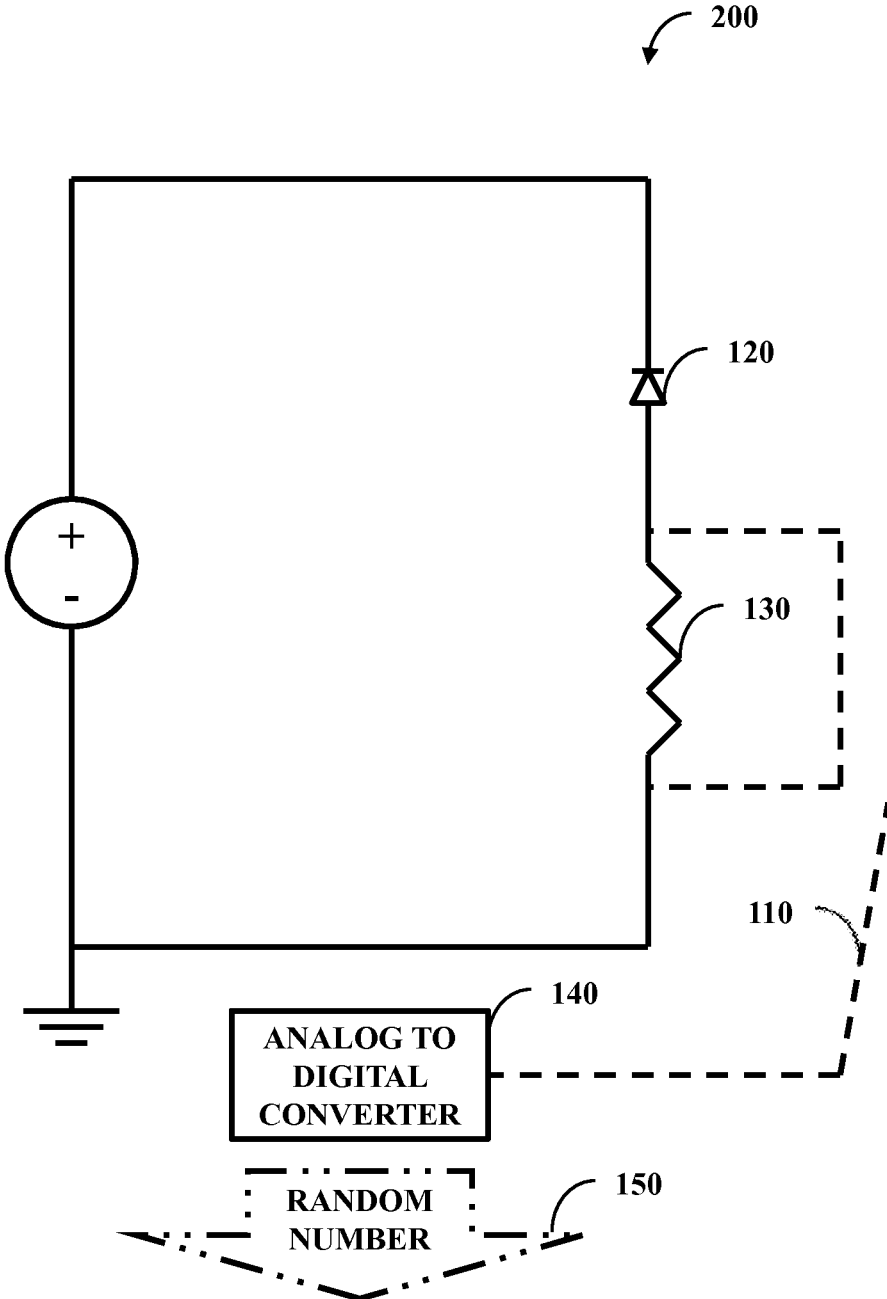 200
120
+
-
130
110
140
ANALOG TO
DIGITAL
CONVERTER
150
RANDOM
NUMBER